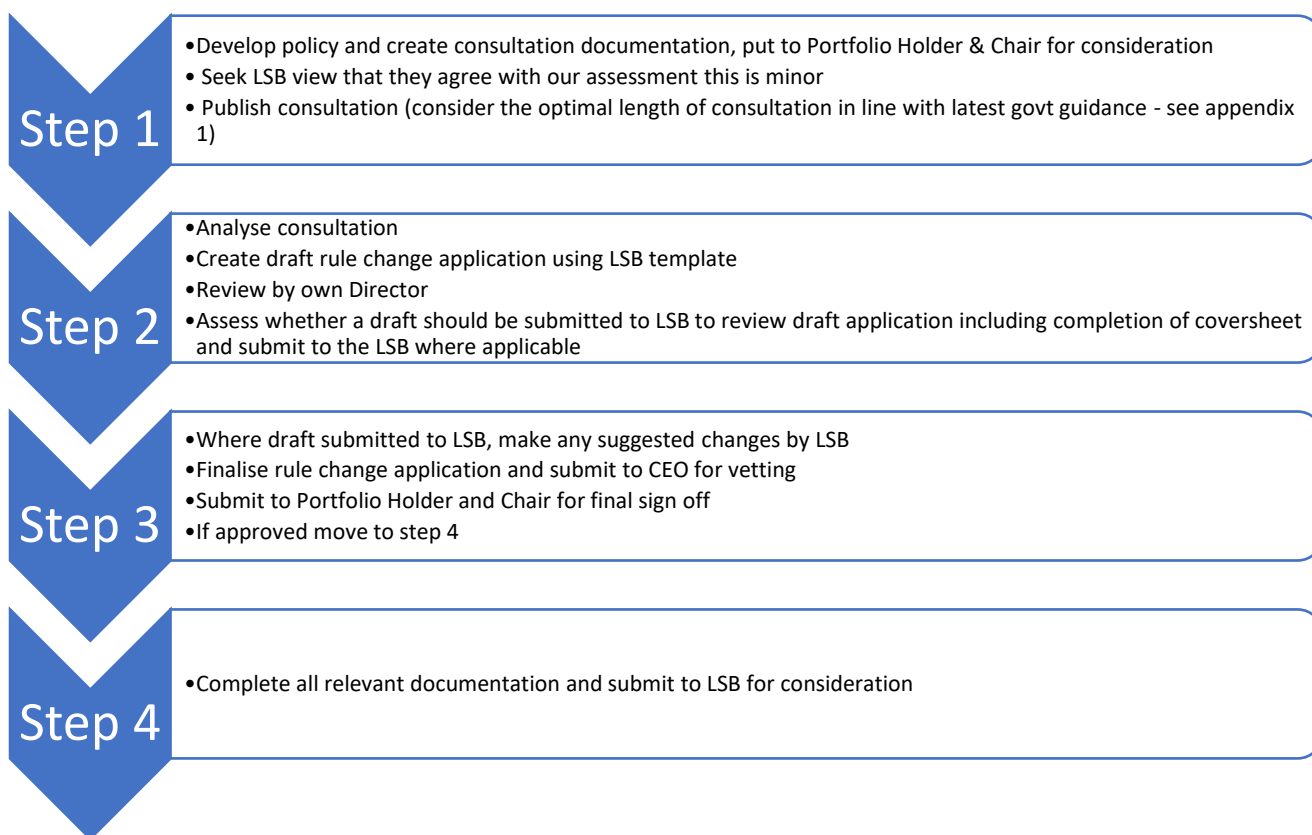 Step 1
•Develop policy and create consultation documentation, put to Portfolio Holder & Chair for consideration
• Seek LSB view that they agree with our assessment this is minor
• Publish consultation (consider the optimal length of consultation in line with latest govt guidance - see appendix
1)
Step 2
•Analyse consultation
•Create draft rule change application using LSB template
•Review by own Director
•Assess whether a draft should be submitted to LSB to review draft application including completion of coversheet
and submit to the LSB where applicable
Step 3
•Where draft submitted to LSB, make any suggested changes by LSB
•Finalise rule change application and submit to CEO for vetting
•Submit to Portfolio Holder and Chair for final sign off
•If approved move to step 4
Step 4
•Complete all relevant documentation and submit to LSB for consideration